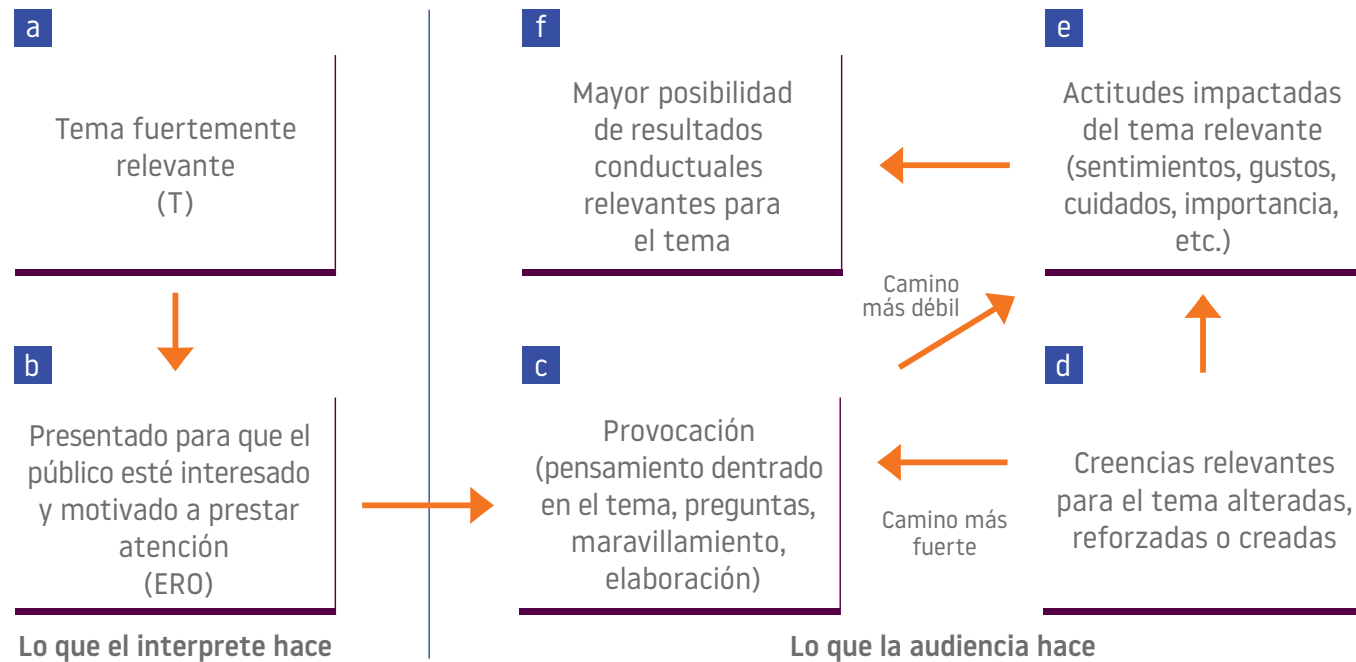 a
Tema fuertemente
relevante
(T)
b
Presentado para que el
público esté interesado
y motivado a prestar
atención
(ERO)
Lo que el interprete hace
f
Mayor posibilidad
de resultados
conductuales
relevantes para
el tema
e
Actitudes impactadas
del tema relevante
(sentimientos, gustos,
cuidados, importancia,
etc.)
Camino
más débil
c
Provocación
(pensamiento dentrado
en el tema, preguntas,
maravillamiento,
elaboración)
Camino más
fuerte
d
Creencias relevantes
para el tema alteradas,
reforzadas o creadas
Lo que la audiencia hace